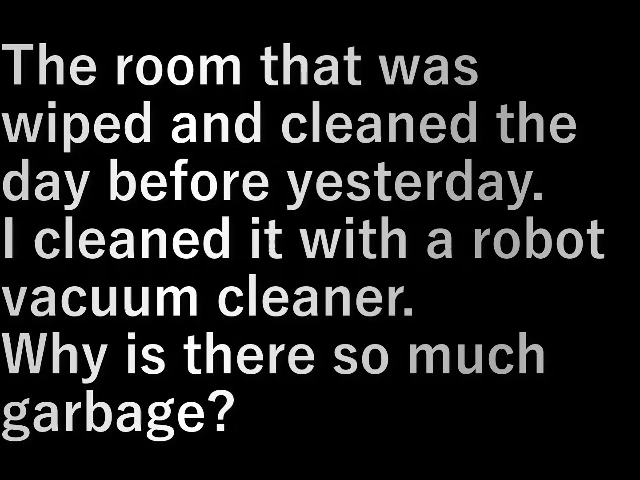 The room that was
wiped and cleaned the
day before yesterday.
I cleaned it with a robot
vacuum cleaner.
Why is there so much
garbage?